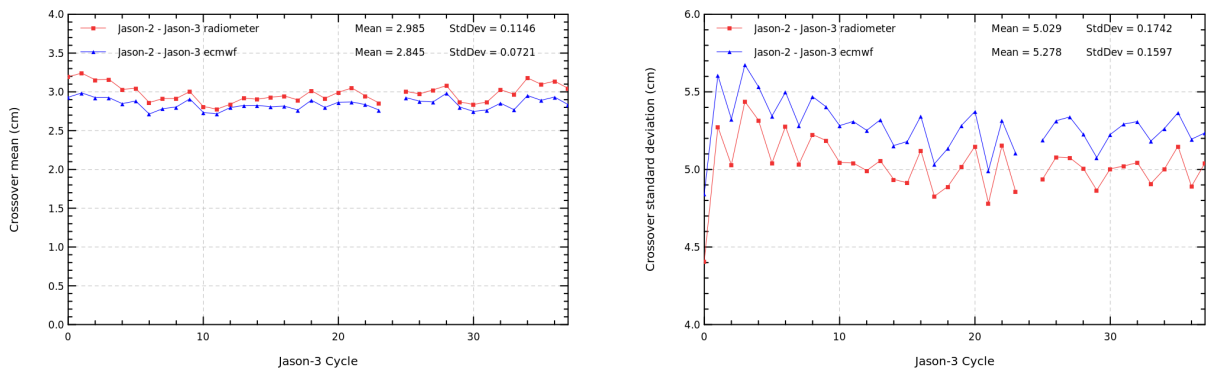 4.0
Jason-2 - Jason-3 radiometer Mean = 2.985 StdDev = 0.1146
Jason-2 - Jason-3 ecmwf Mean = 2.845 StdDev = 0.0721
3.5
3.0
2.5
2.0
1.5
1.0
0.5
0.0
Crossover mean (cm)
0 10 20 30
Jason-3 Cycle
6.0
Jason-2 - Jason-3 radiometer Mean = 5.029 StdDev = 0.1742
Jason-2 - Jason-3 ecmwf Mean = 5.278 StdDev = 0.1597
5.5
5.0
4.5
4.0
Crossover standard deviation (cm)
0 10 20 30
Jason-3 Cycle